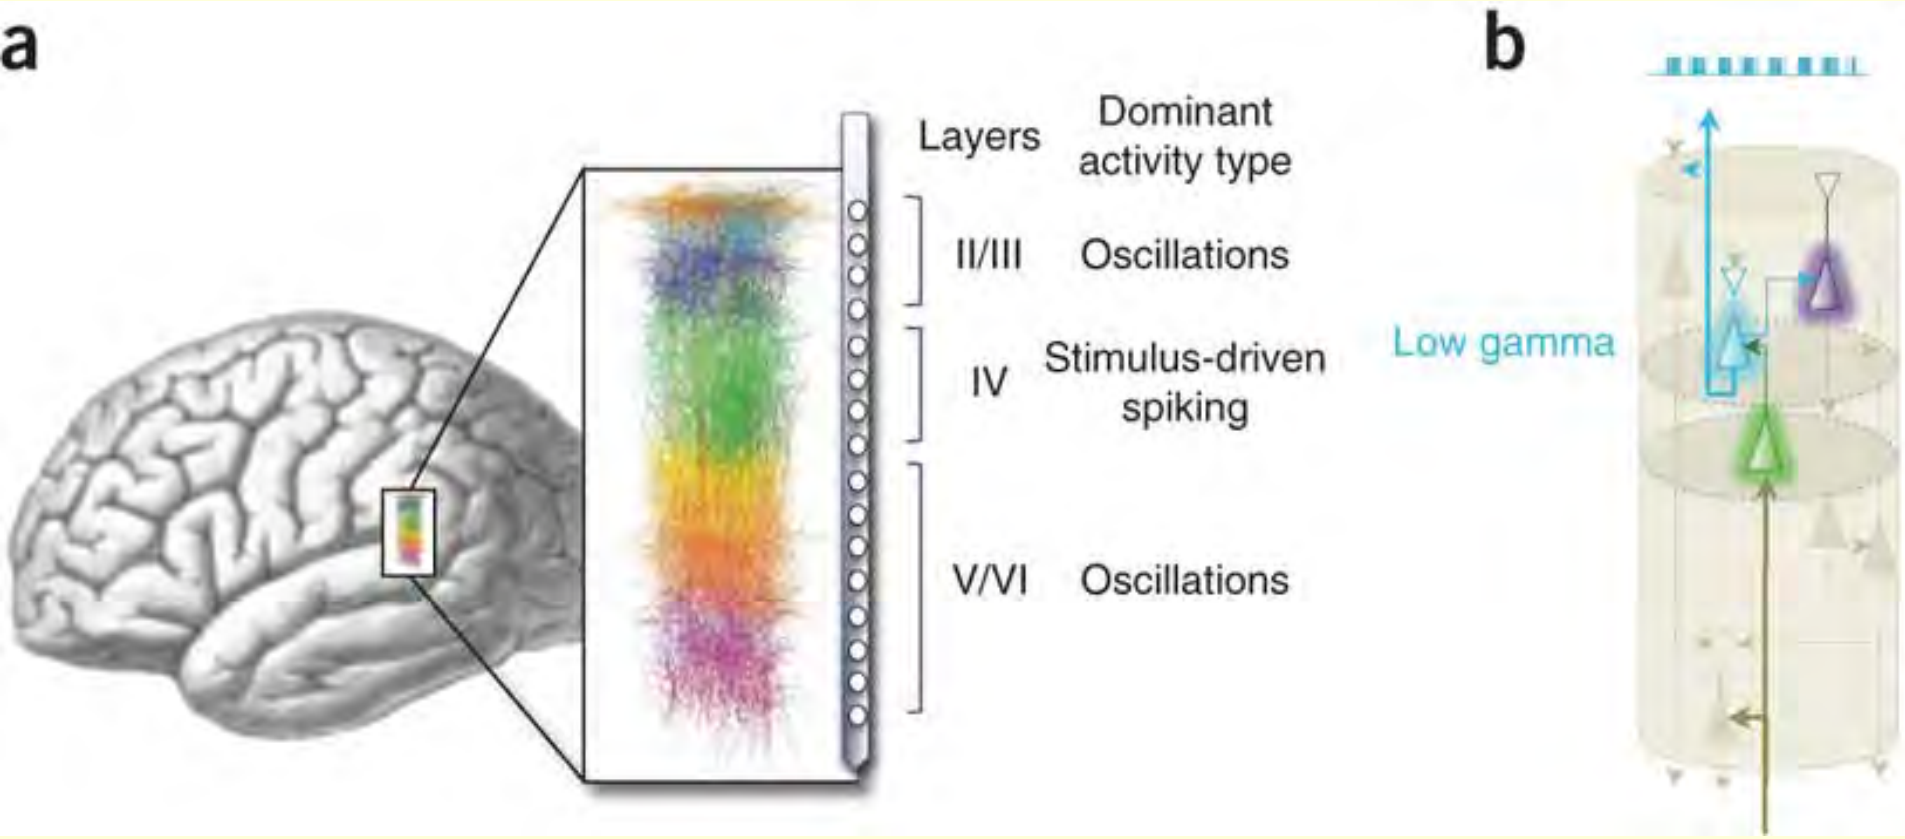 a
b
Layers
Dominant
activity type
II/III
Oscillations
IV
Stimulus-driven
spiking
V/VI
Oscillations
Low gamma